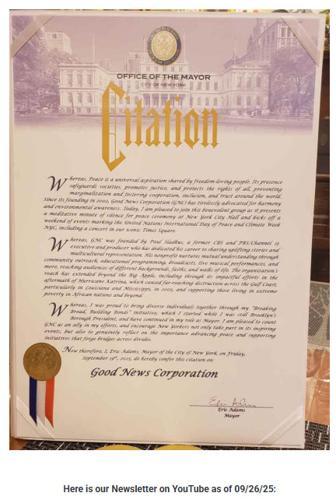 OFFICE OF THE MAYOR
CITY OF NEW YORK
Citation
Whereas, Peace is a universal aspiration shared by freedom-loving people. Its presence
safeguards societies, promotes justice, and protects the rights of all, preventing
marginalization and fostering cooperation, inclusion, and trust around the world.
Since its founding in 2002, Good News Corporation (GNC) has tirelessly advocated for harmony
and environmental awareness. Today, I am pleased to join this benevolent group as it presents
a meditative minute of silence for peace ceremony at New York City Hall and kicks off a
weekend of events marking the United Nations International Day of Peace and Climate Week
NYC, including a concert in our iconic Times Square.
Whereas, GNC was founded by Paul Sladkus, a former CBS and PBS/Channel 13
executive and producer who has dedicated his career to sharing uplifting stories and
multicultural representation. His nonprofit nurtures mutual understanding through
community outreach, educational programs, ongoing broadcasts, live musical performances, and
more, reaching audiences of different backgrounds, fields, and walks of life. The organization's
reach has extended beyond the Big Apple, including through its impactful efforts in the
aftermath of Hurricane Katrina, which caused far-reaching destruction across the Gulf Coast,
particularly in Louisiana and Mississippi, in 2005, and supporting those living in extreme
poverty in African nations and beyond.
Whereas, I was proud to bring diverse individuals together through my "Breaking
Bread, Building Bonds" initiative, which I started while I was still Brooklyn's
Borough President, and have continued in my role as Mayor. I am pleased to count
GNC as an ally in my efforts, and encourage New Yorkers not only take part in its inspiring
events, but also to genuinely reflect on the importance of advancing peace and supporting
initiatives that forge bridges across divides.
Now therefore, I, Eric Adams, Mayor of the City of New York, on Friday,
September 19th, 2025, do hereby confer this citation on:
Good News Corporation
Eric Adams
Mayor
Here is our Newsletter on YouTube as of 09/26/25: